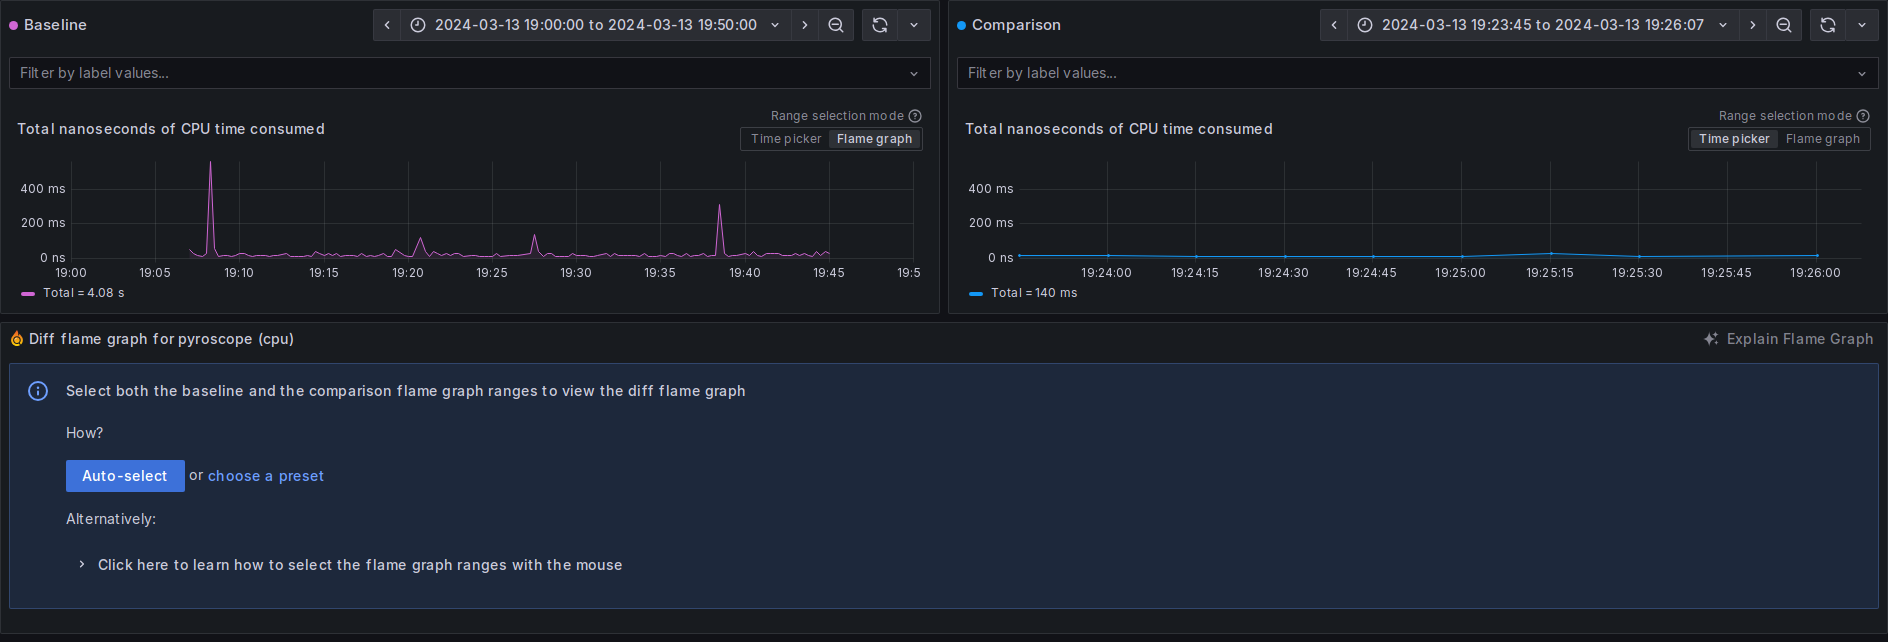 Baseline
2024-03-13 19:00:00 to 2024-03-13 19:50:00
Filter by label values...
Range selection mode
Total nanoseconds of CPU time consumed
Time picker Flame graph
400 ms
200 ms
0 ns
19:00 19:05 19:10 19:15 19:20 19:25 19:30 19:35 19:40 19:45 19:5
Total = 4.08 s
Comparison
2024-03-13 19:23:45 to 2024-03-13 19:26:07
Filter by label values...
Range selection mode
Total nanoseconds of CPU time consumed
Time picker Flame graph
400 ms
200 ms
0 ns
19:24:00 19:24:15 19:24:30 19:24:45 19:25:00 19:25:15 19:25:30 19:25:45 19:26:00
Total = 140 ms
Diff flame graph for pyroscope (cpu)
Explain Flame Graph
Select both the baseline and the comparison flame graph ranges to view the diff flame graph
How?
Auto-select or choose a preset
Alternatively:
Click here to learn how to select the flame graph ranges with the mouse